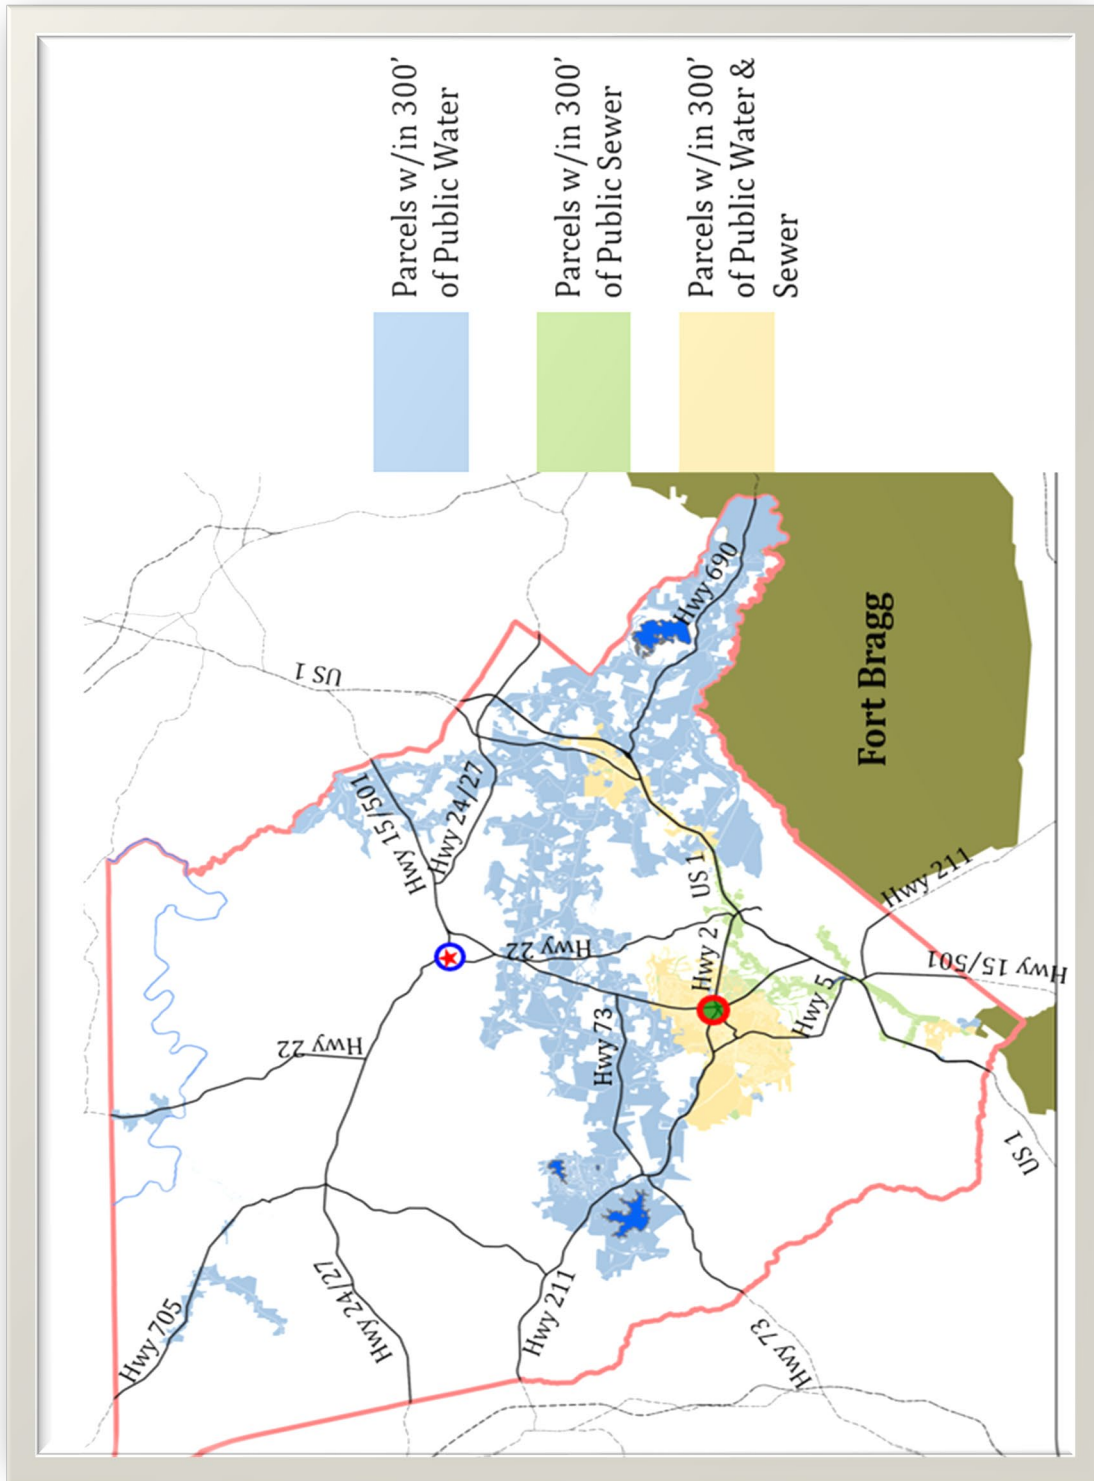 Parcels w/in 300'
of Public Water
Parcels w/in 300'
of Public Sewer
Parcels w/in 300'
of Public Water &
Sewer
US 1
Hwy 15/501
Hwy 24/27
Hwy 690
Fort Bragg
US 1
Hwy 22
Hwy 2
Hwy 211
Hwy 15/501
Hwy 5
Hwy 73
Hwy 22
US 1
Hwy 705
Hwy 24/27
Hwy 211
Hwy 73